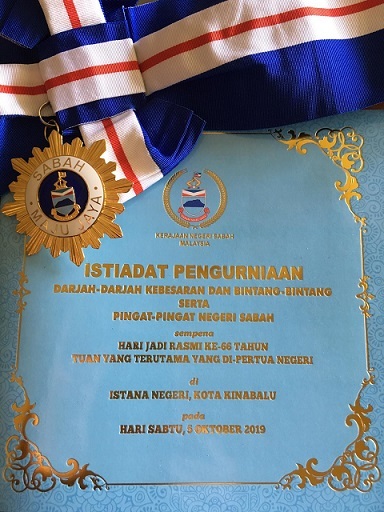 SABAH
MAJU JAYA
KERAJAAN NEGERI SABAH
MALAYSIA
ISTIADAT PENGURNIAAN
DARJAH-DARJAH KEBESARAN DAN BINTANG-BINTANG
SERTA
PINGAT-PINGAT NEGERI SABAH
sempena
HARI JADI RASMI KE-66 TAHUN
TUAN YANG TERUTAMA YANG DI-PERTUA NEGERI
di
ISTANA NEGERI, KOTA KINABALU
pada
HARI SABTU, 5 OKTOBER 2019